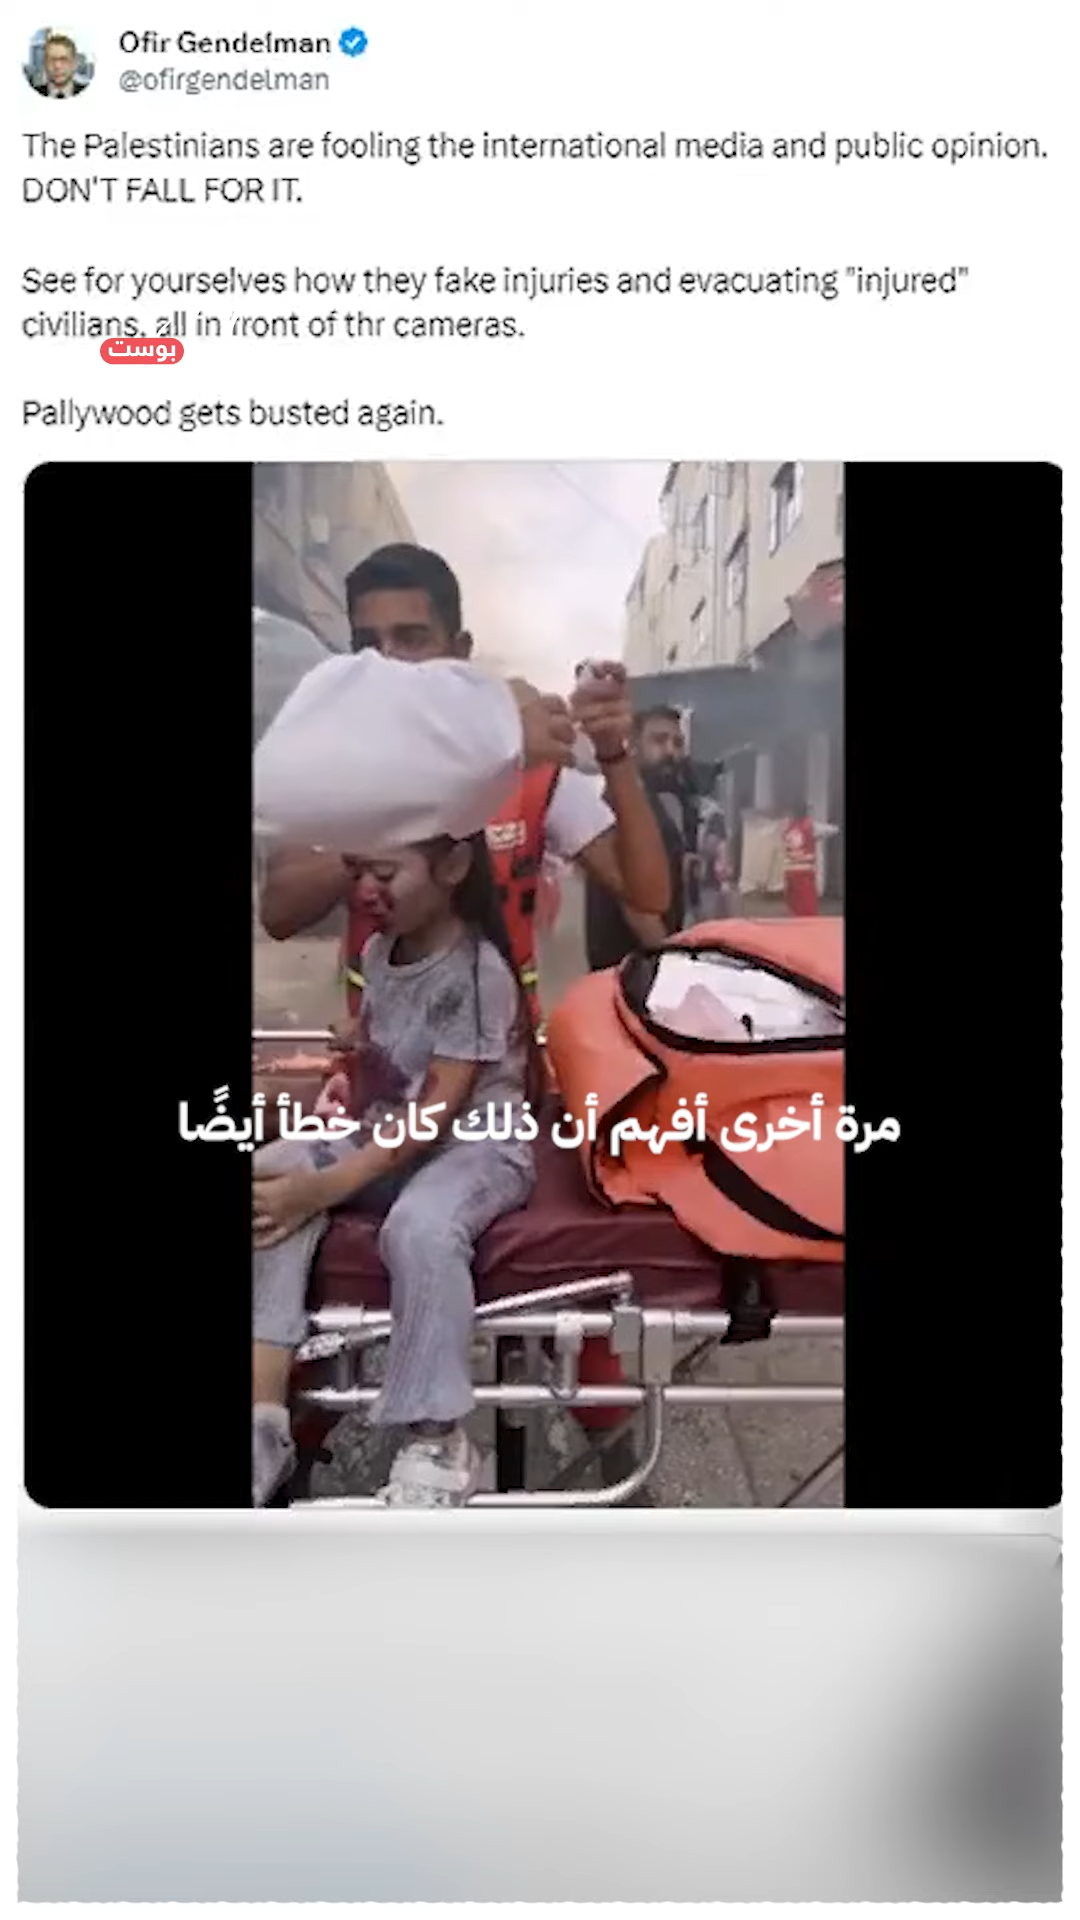 Ofir Gendelman
@ofirgendelman
The Palestinians are fooling the international media and public opinion.
DON'T FALL FOR IT.
See for yourselves how they fake injuries and evacuating "injured"
civilians, all in front of thr cameras.
بوست
Pallywood gets busted again.
مرة أخرى أفهم أن ذلك كان خطأ أيضًا